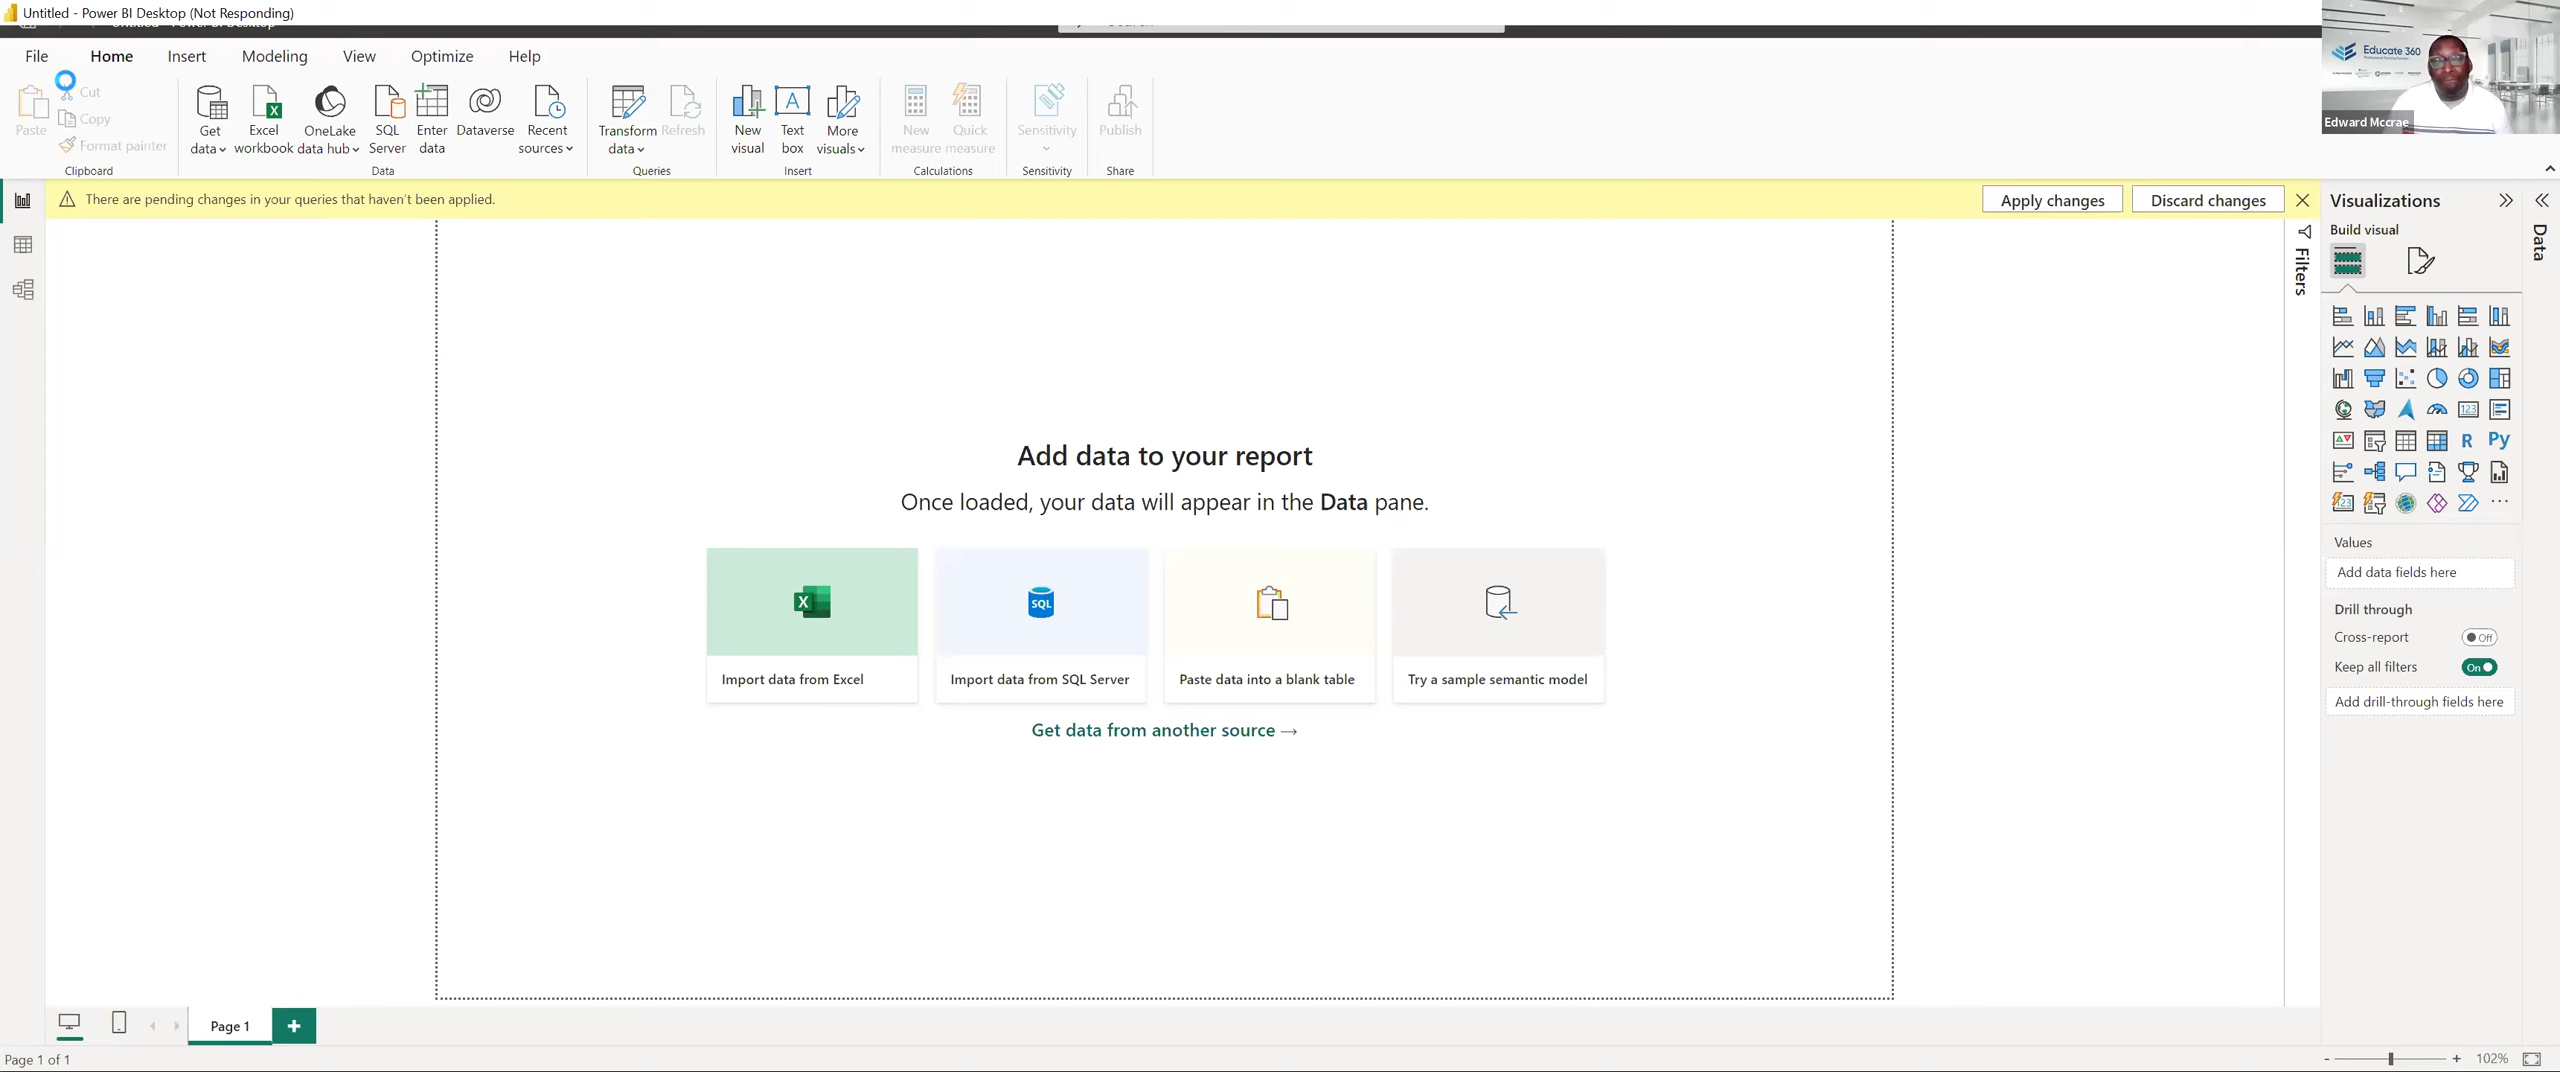 Untitled - Power BI Desktop (Not Responding)
File Home Insert Modeling View Optimize Help
Paste
Cut
Copy
Format painter
Clipboard
Get data
Excel workbook
OneLake data hub
SQL Server
Enter data
Dataverse
Recent sources
Data
Transform data
Refresh
Queries
New visual
Text box
More visuals
Insert
New measure
Quick measure
Calculations
Sensitivity
Sensitivity
Publish
Share
Educate 360
Edward Mccrae
There are pending changes in your queries that haven't been applied.
Apply changes
Discard changes
Filters
Visualizations
Data
Build visual
Add data to your report
Once loaded, your data will appear in the Data pane.
X
SQL
Import data from Excel
Import data from SQL Server
Paste data into a blank table
Try a sample semantic model
Get data from another source →
123
R
Py
123
Values
Add data fields here
Drill through
Cross-report
Off
Keep all filters
On
Add drill-through fields here
Page 1
+
Page 1 of 1
- + 102%